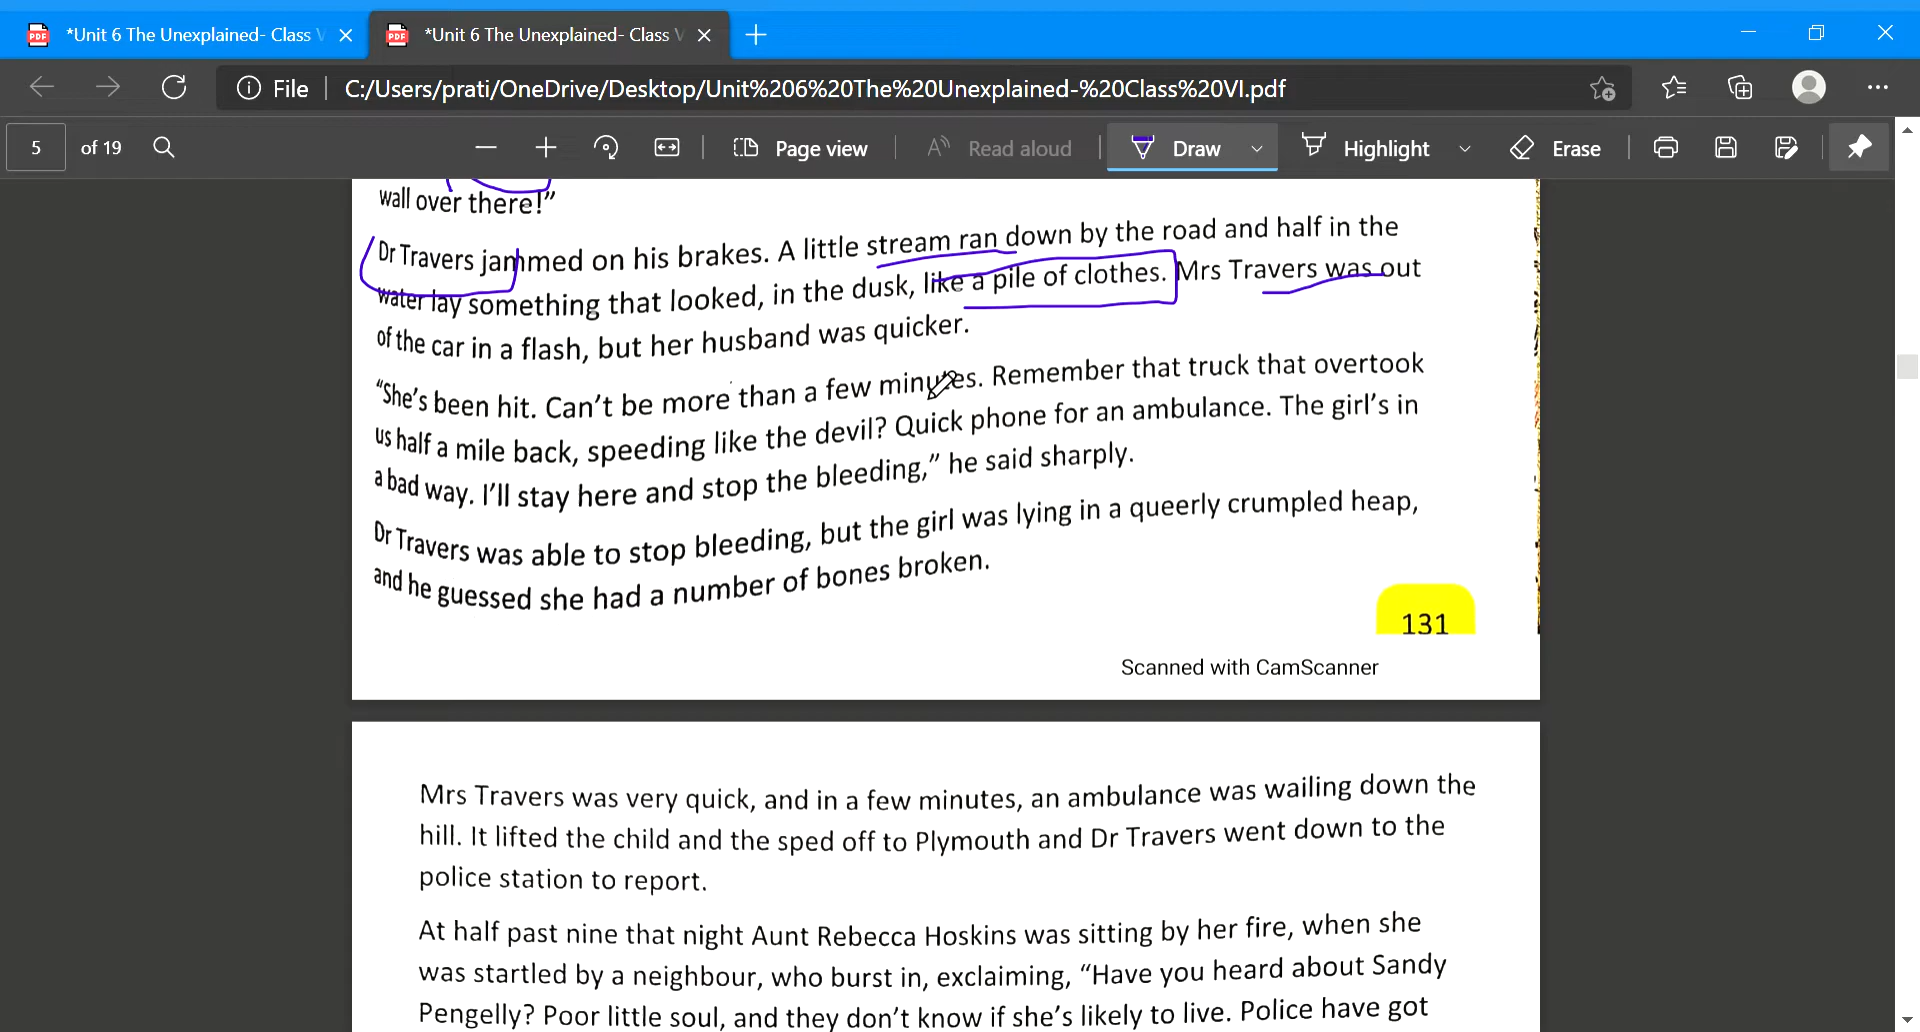 *Unit 6 The Unexplained- Class V
*Unit 6 The Unexplained- Class V
File
C:/Users/prati/OneDrive/Desktop/Unit%206%20The%20Unexplained-%20Class%20VI.pdf
5 of 19
Page view
Read aloud
Draw
Highlight
Erase
wall over there!”
Dr Travers jammed on his brakes. A little stream ran down by the road and half in the
water lay something that looked, in the dusk, like a pile of clothes. Mrs Travers was out
of the car in a flash, but her husband was quicker.
“She’s been hit. Can’t be more than a few minutes. Remember that truck that overtook
us half a mile back, speeding like the devil? Quick phone for an ambulance. The girl’s in
a bad way. I’ll stay here and stop the bleeding,” he said sharply.
Dr Travers was able to stop bleeding, but the girl was lying in a queerly crumpled heap,
and he guessed she had a number of bones broken.
131
Scanned with CamScanner
Mrs Travers was very quick, and in a few minutes, an ambulance was wailing down the
hill. It lifted the child and the sped off to Plymouth and Dr Travers went down to the
police station to report.
At half past nine that night Aunt Rebecca Hoskins was sitting by her fire, when she
was startled by a neighbour, who burst in, exclaiming, “Have you heard about Sandy
Pengelly? Poor little soul, and they don’t know if she’s likely to live. Police have got